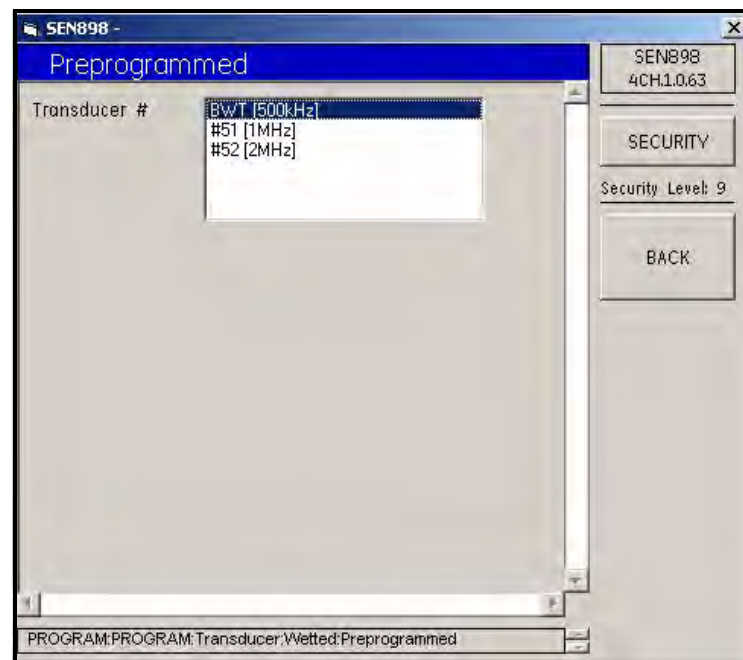 SEN898 -
Preprogrammed
Transducer #
BWT [500kHz]
#51 [1MHz]
#52 [2MHz]
SEN898
4CH.1.0.63
SECURITY
Security Level: 9
BACK
PROGRAM:PROGRAM:Transducer:Wetted:Preprogrammed